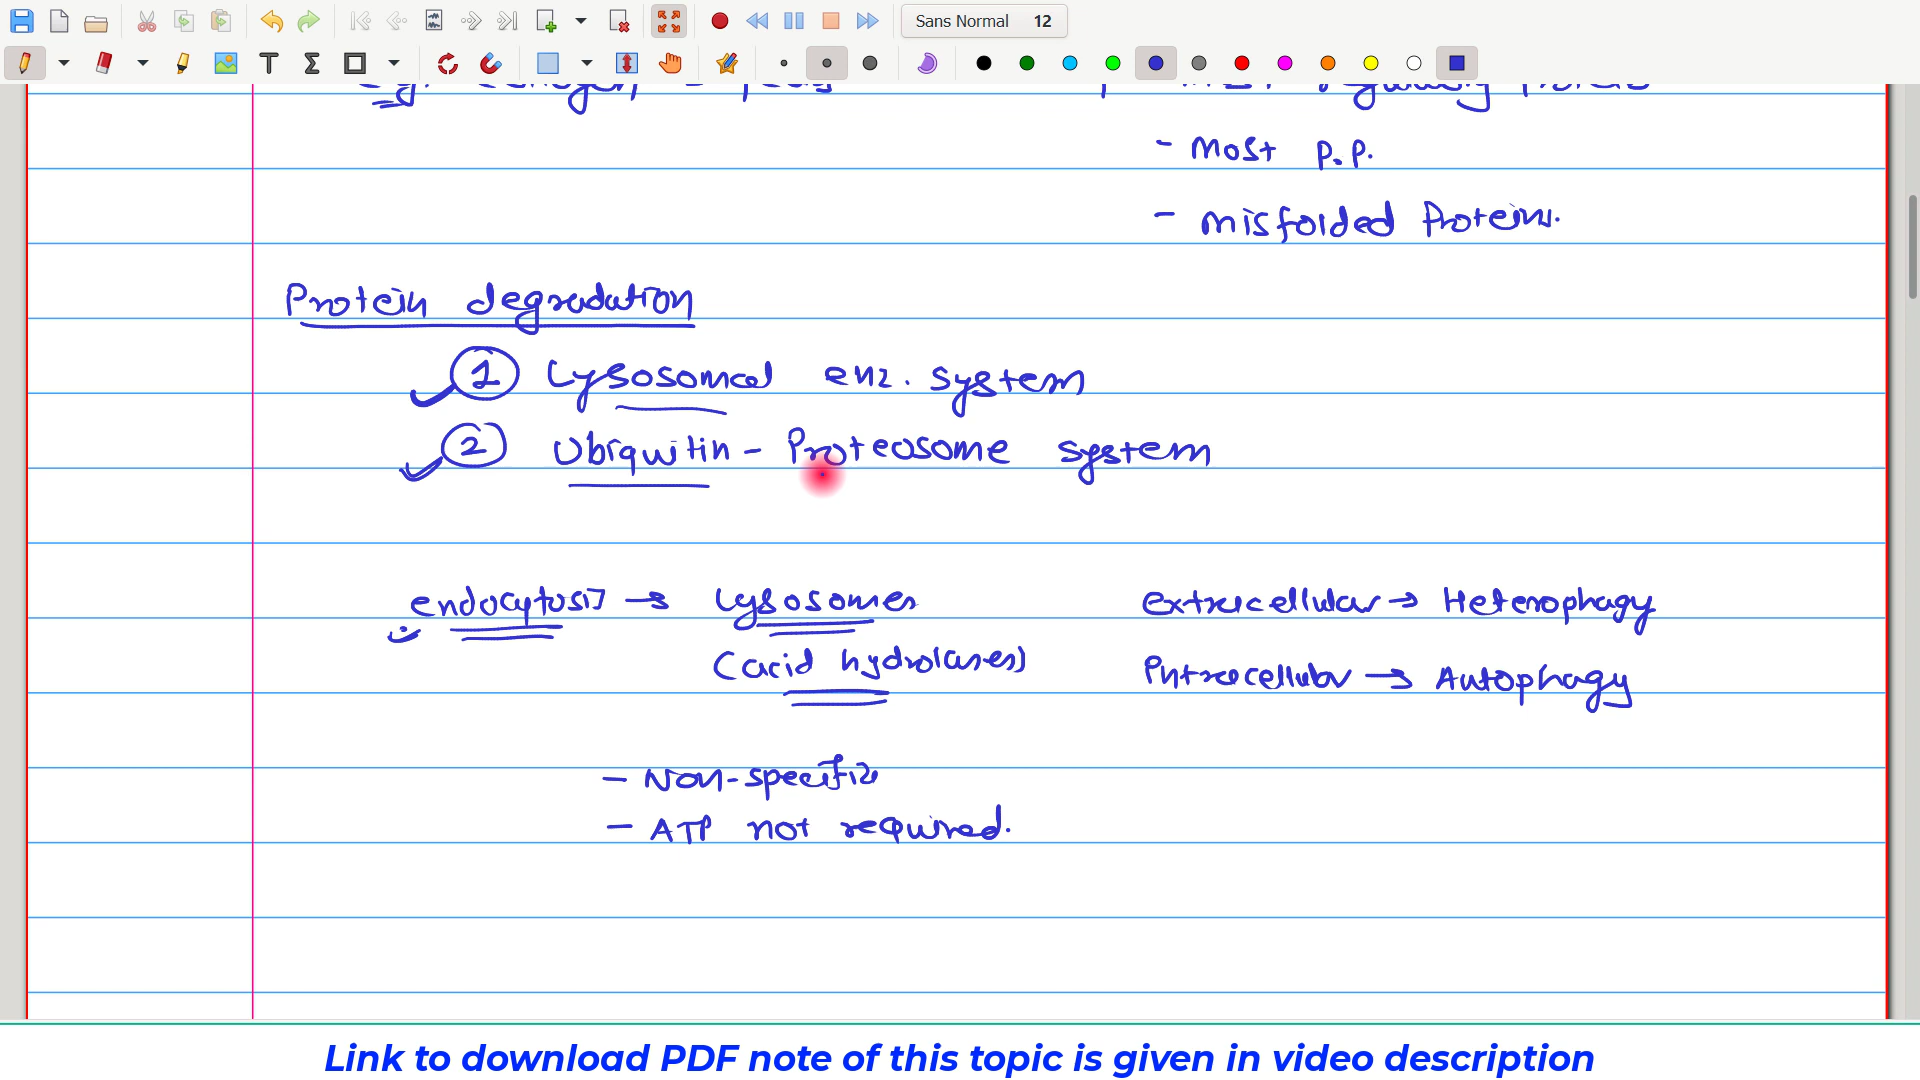 Sans Normal 12
- Most P.P.
- misfolded Proteins.
Protein degradation
1 Lysosomal enz. system
2 Ubiquitin - Proteosome system
endocytosis → Lysosomes
(acid hydrolases)
extracellular → Heterophagy
Intracellular → Autophagy
- Non-specific
- ATP not required.
Link to download PDF note of this topic is given in video description